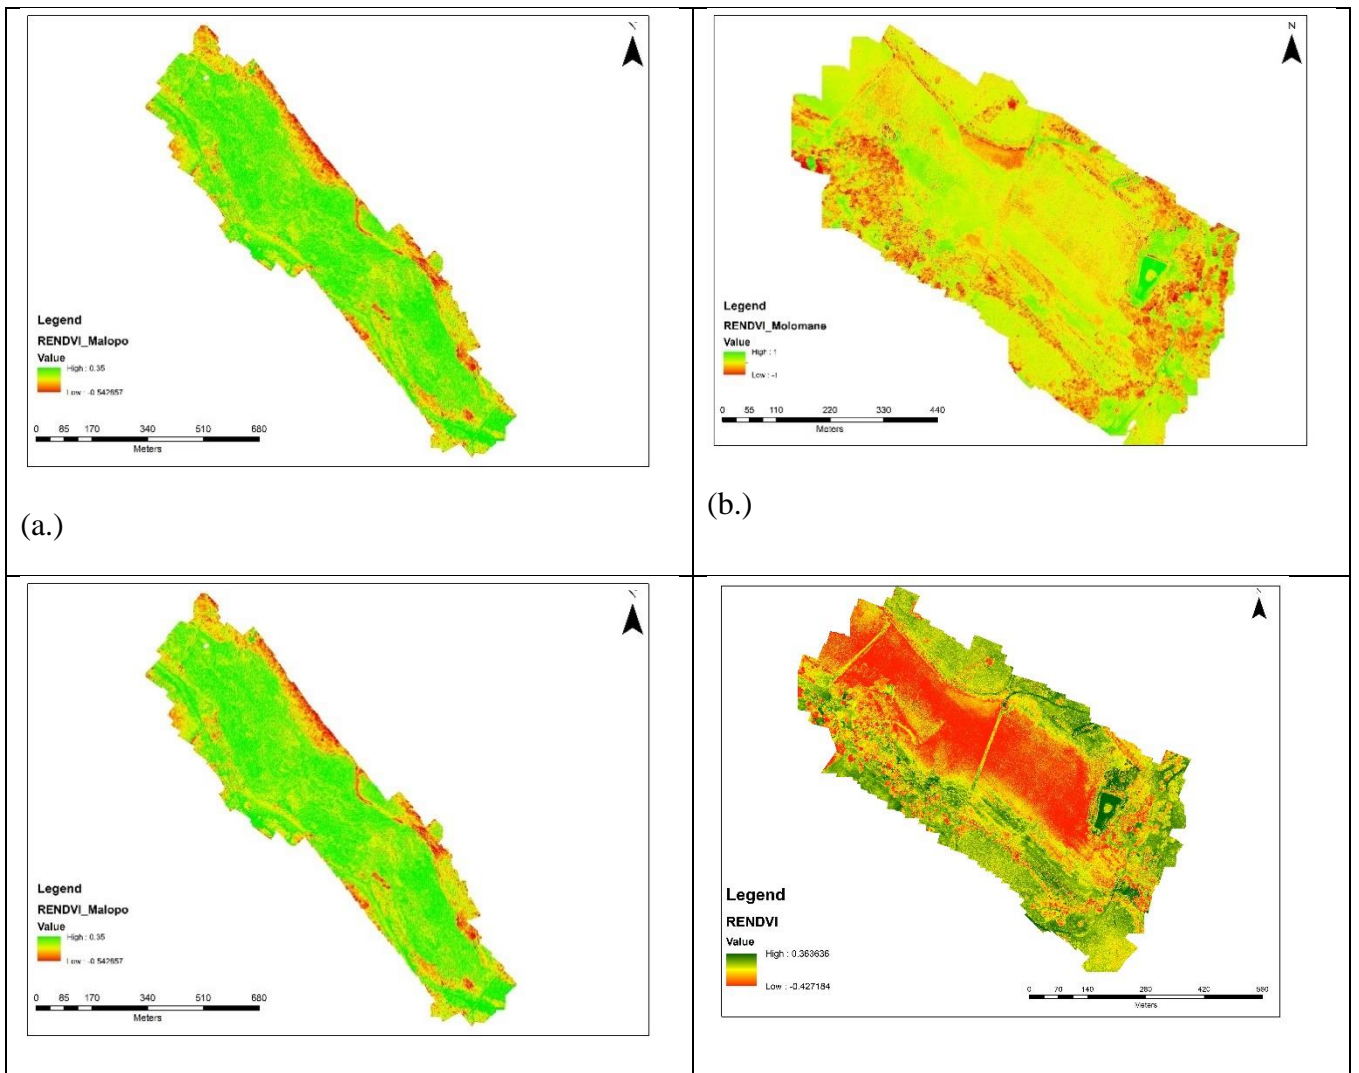 N
Legend
RENDVI_Malopo
Value
High : 0.35
Low : -0.542857
0 85 170 340 510 680
Meters
(a.)
N
Legend
RENDVI_Molomane
Value
High : 1
Low : -1
0 55 110 220 330 440
Meters
(b.)
N
Legend
RENDVI_Malopo
Value
High : 0.35
Low : -0.542857
0 85 170 340 510 680
Meters
N
Legend
RENDVI
Value
High : 0.363636
Low : -0.427184
0 70 140 280 420 560
Meters